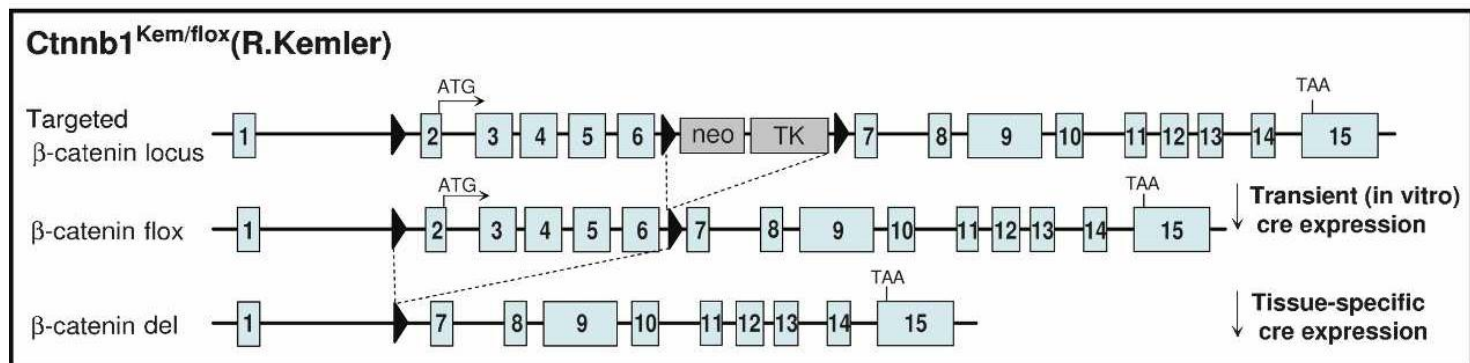 Ctnnb1Kem/flox(R.Kemler)
ATG
TAA
Targeted
β-catenin locus
1 2 3 4 5 6 neo TK 7 8 9 10 11 12 13 14 15
ATG
TAA
β-catenin flox
1 2 3 4 5 6 7 8 9 10 11 12 13 14 15
Transient (in vitro)
cre expression
TAA
β-catenin del
1 7 8 9 10 11 12 13 14 15
Tissue-specific
cre expression